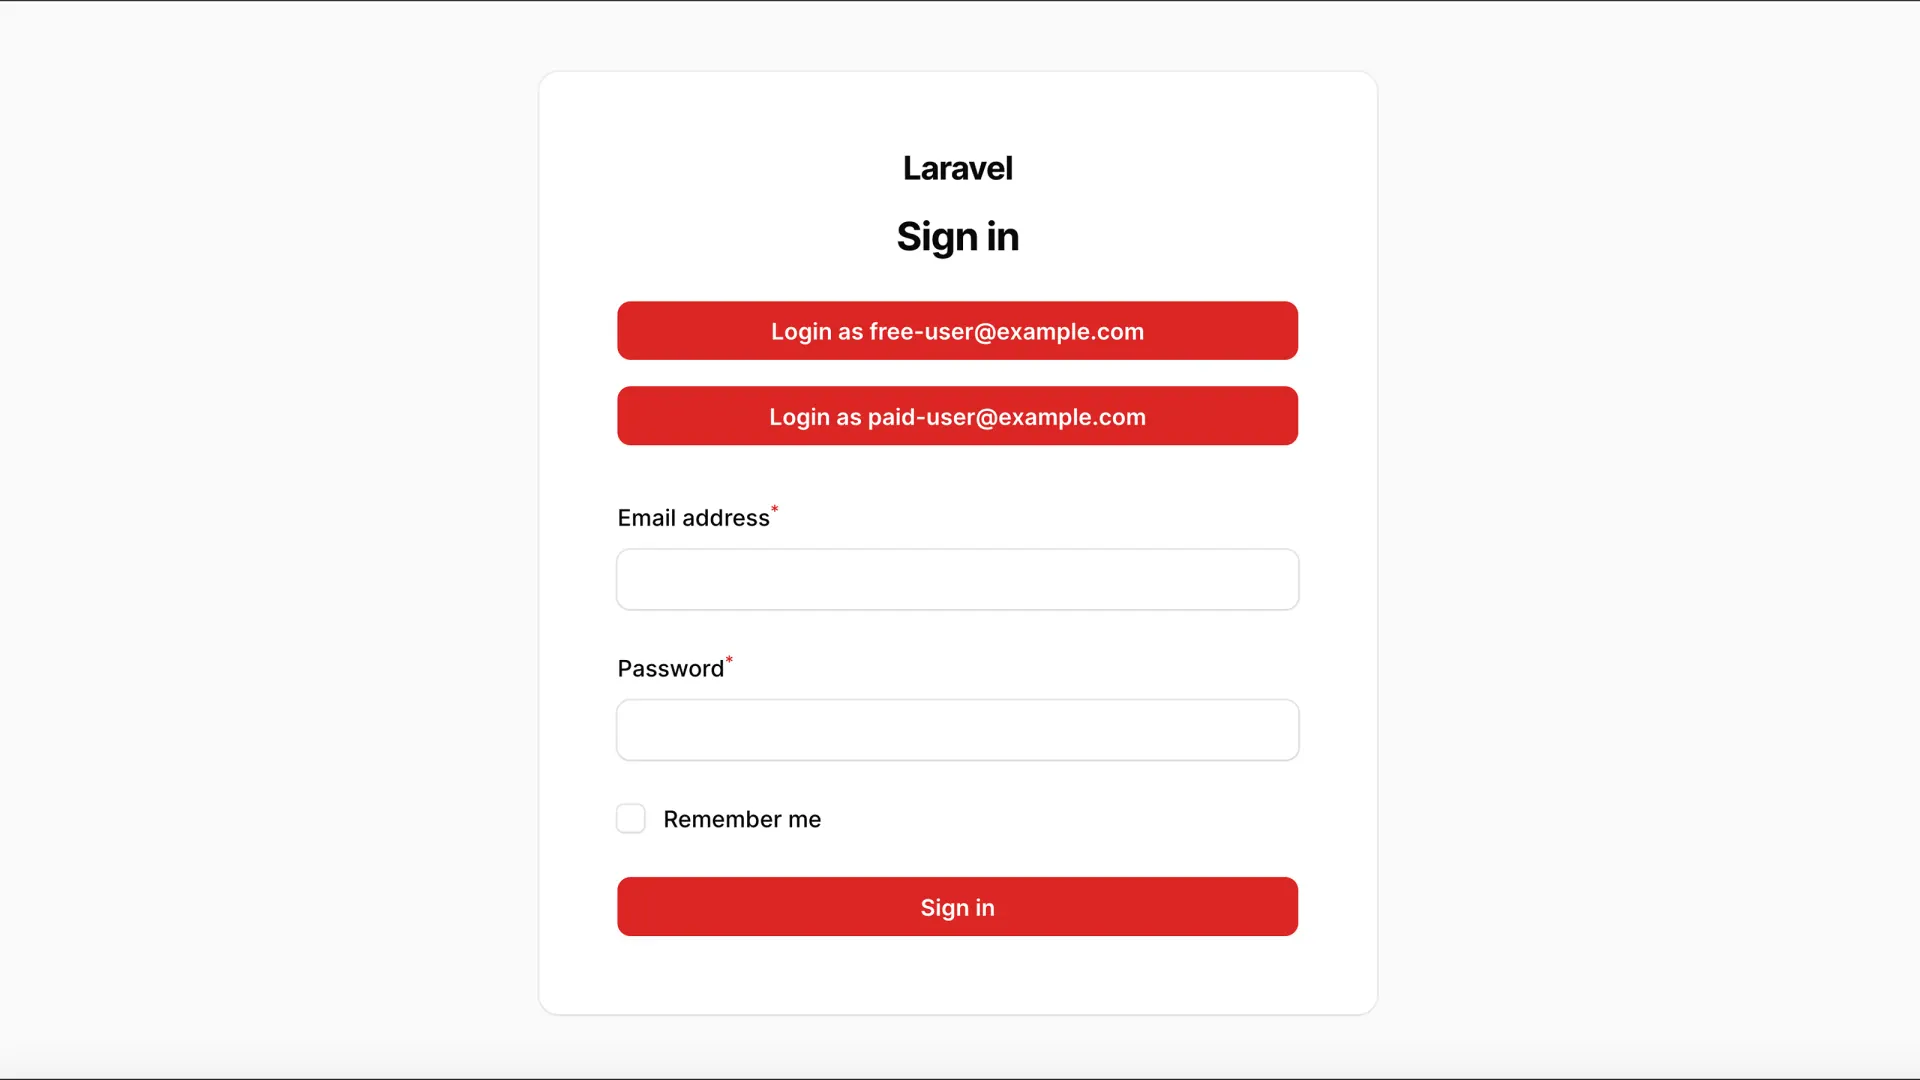 Laravel
Sign in
Login as free-user@example.com
Login as paid-user@example.com
Email address*
Password*
Remember me
Sign in